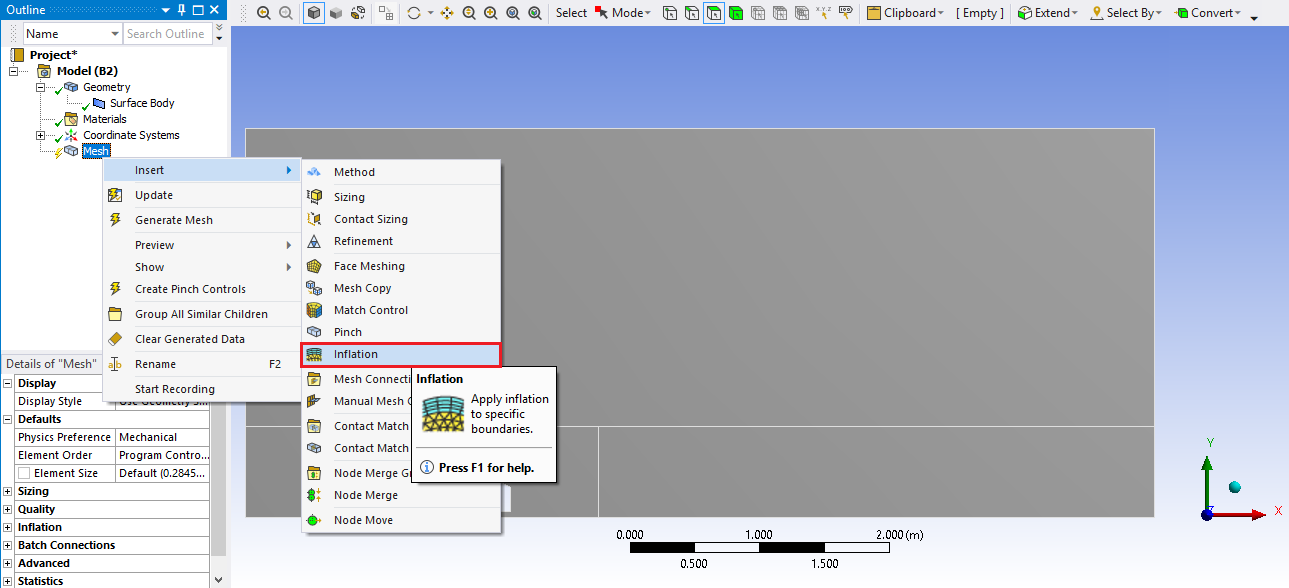 Outline
Select
Mode
Clipboard
[ Empty ]
Extend
Select By
Convert
Name
Search Outline
Project*
Model (B2)
Geometry
Surface Body
Materials
Coordinate Systems
Mesh
Insert
Update
Generate Mesh
Preview
Show
Create Pinch Controls
Group All Similar Children
Clear Generated Data
Rename F2
Start Recording
Method
Sizing
Contact Sizing
Refinement
Face Meshing
Mesh Copy
Match Control
Pinch
Inflation
Mesh Connecti
Manual Mesh C
Contact Match
Contact Match
Node Merge G
Node Merge
Node Move
Inflation
Apply inflation
to specific
boundaries.
Press F1 for help.
Details of "Mesh"
Display
Display Style
Defaults
Physics Preference Mechanical
Element Order Program Contro...
Element Size Default (0.2845...
Sizing
Quality
Inflation
Batch Connections
Advanced
Statistics
0.000 1.000 2.000 (m)
0.500 1.500
Y
X
Z